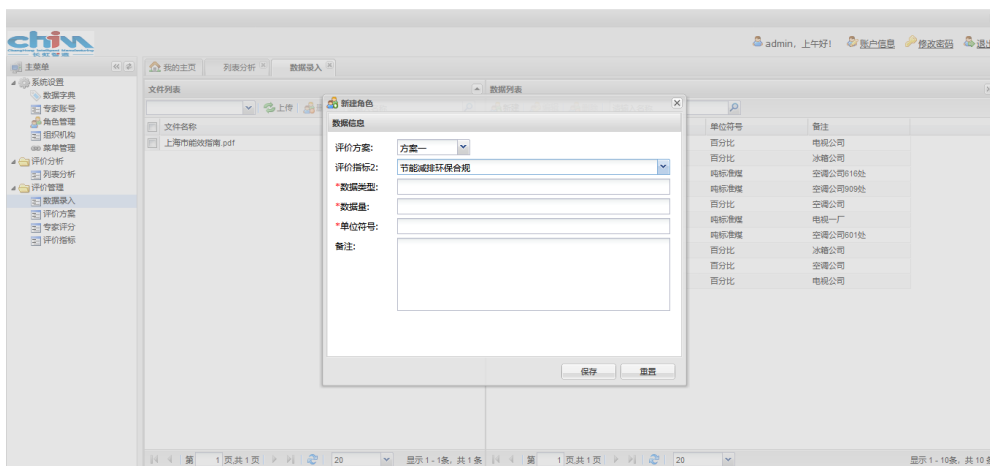 chim
长虹智造
admin, 上午好! 账户信息 修改密码 退出
主菜单
系统设置
数据字典
专家账号
角色管理
组织机构
菜单管理
评价分析
列表分析
评价管理
数据录入
评价方案
专家评分
评价指标
我的主页 列表分析 数据录入
文件列表
上传
文件名称
上海市能效指南.pdf
数据列表
单位符号 备注
百分比 电视公司
百分比 冰箱公司
吨标准煤 空调公司616处
吨标准煤 空调公司909处
百分比 空调公司
吨标准煤 电视一厂
吨标准煤 空调公司601处
百分比 冰箱公司
百分比 空调公司
百分比 电视公司
新建角色
数据信息
评价方案: 方案一
评价指标2: 节能减排环保合规
*数据类型:
*数据量:
*单位符号:
备注:
保存 重置
第 1 页,共 1 页 20 显示 1 - 1条, 共 1 条
第 1 页,共 1 页 20 显示 1 - 10条, 共 10 条